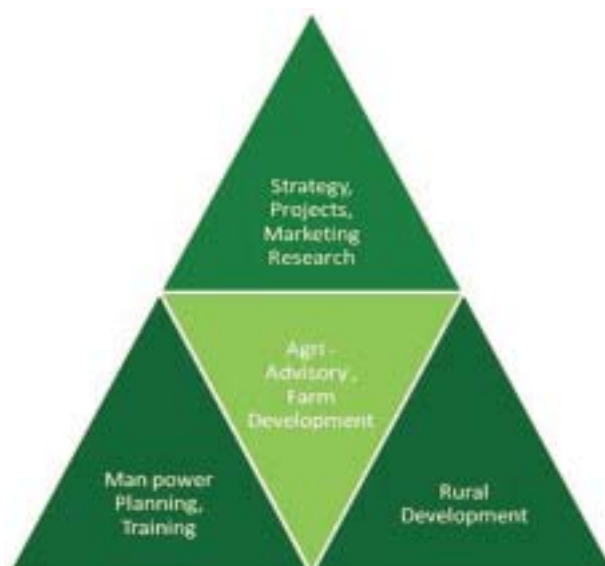 Strategy,
Projects,
Marketing
Research
Agri -
Advisory ,
Farm
Development
Man power
Planning,
Training
Rural
Development